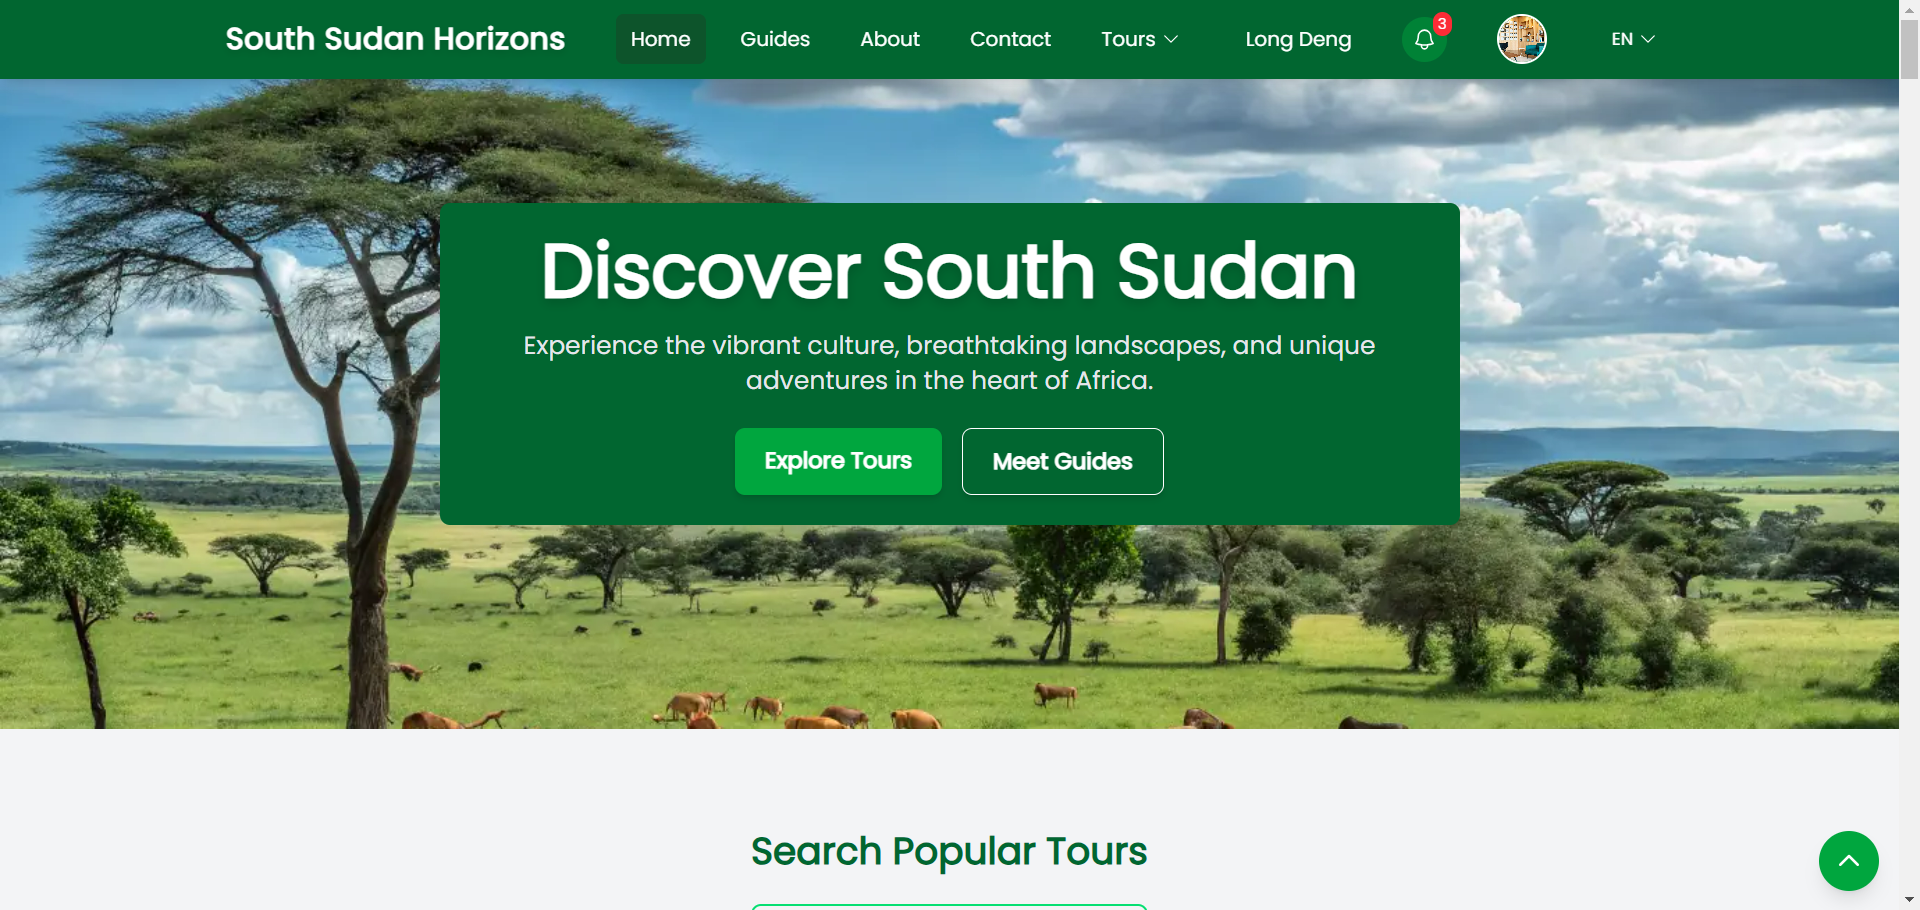 South Sudan Horizons
Home
Guides
About
Contact
Tours
Long Deng
3
EN
Discover South Sudan
Experience the vibrant culture, breathtaking landscapes, and unique
adventures in the heart of Africa.
Explore Tours
Meet Guides
Search Popular Tours